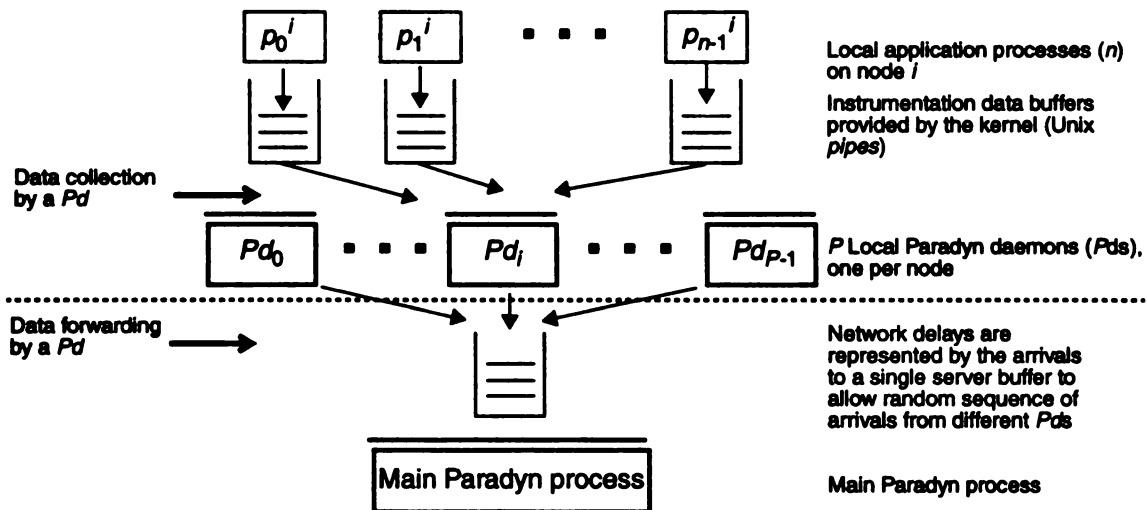 p₀ⁱ p₁ⁱ pₙ₋₁ⁱ
Local application processes (n)
on node i
Instrumentation data buffers
provided by the kernel (Unix
pipes)
Data collection
by a Pd
Pd₀ Pdᵢ Pd_P-1
P Local Paradyn daemons (Pds),
one per node
Data forwarding
by a Pd
Network delays are
represented by the arrivals
to a single server buffer to
allow random sequence of
arrivals from different Pds
Main Paradyn process
Main Paradyn process